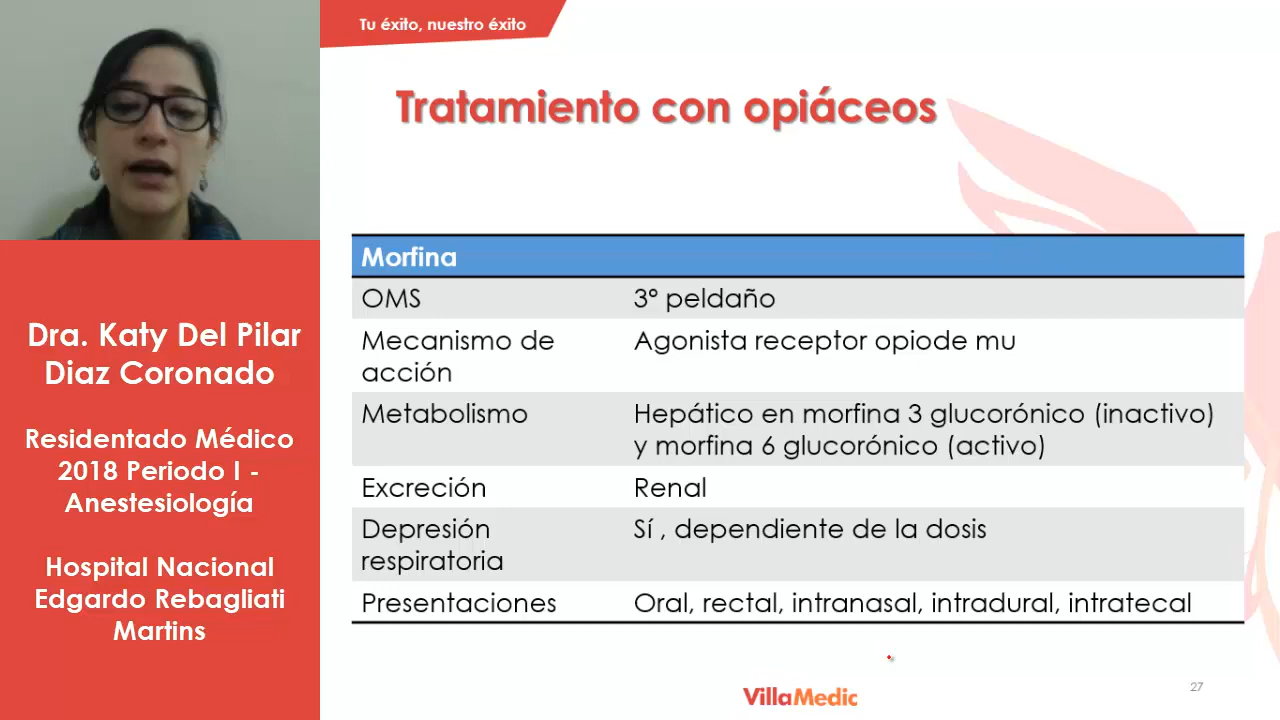 Tu éxito, nuestro éxito
Tratamiento con opiáceos
Morfina
OMS 3º peldaño
Mecanismo de Agonista receptor opiode mu
acción
Metabolismo Hepático en morfina 3 glucorónico (inactivo)
y morfina 6 glucorónico (activo)
Excreción Renal
Depresión Sí , dependiente de la dosis
respiratoria
Presentaciones Oral, rectal, intranasal, intradural, intratecal
Dra. Katy Del Pilar
Diaz Coronado
Residentado Médico
2018 Periodo I -
Anestesiología
Hospital Nacional
Edgardo Rebagliati
Martins
VillaMedic
27